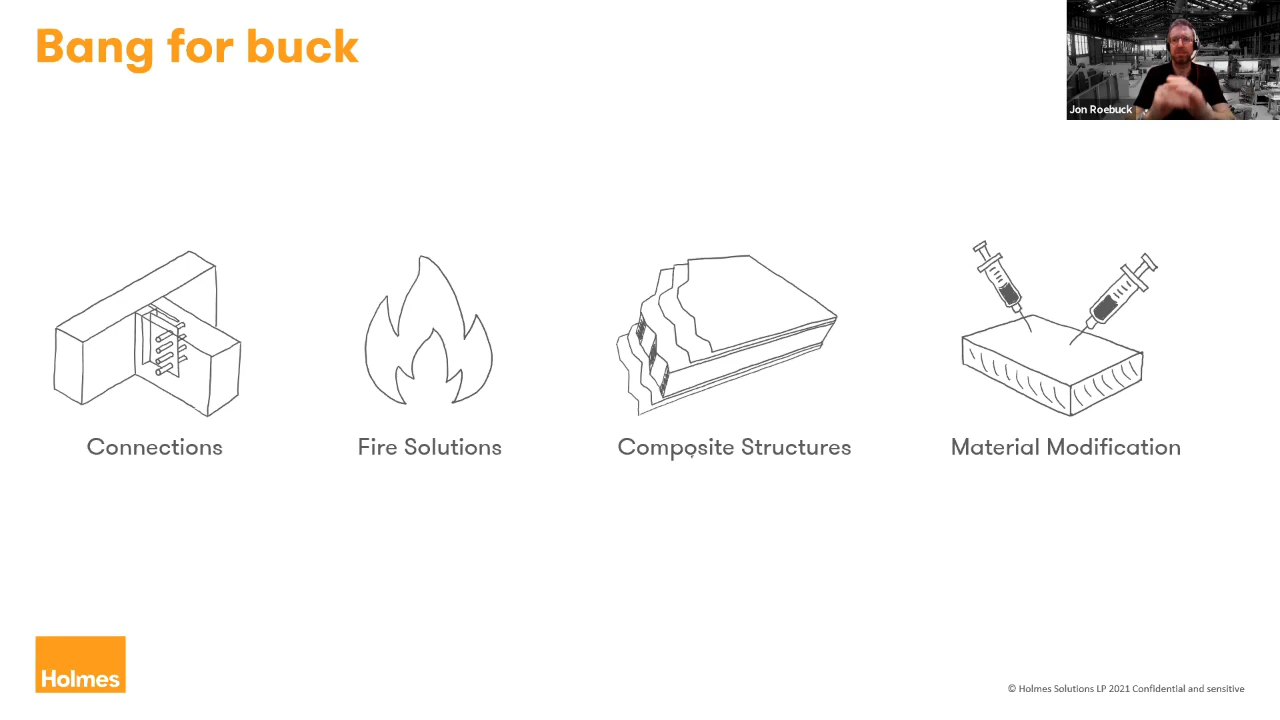 Bang for buck
Jon Roebuck
Connections
Fire Solutions
Composite Structures
Material Modification
Holmes
© Holmes Solutions LP 2021 Confidential and sensitive